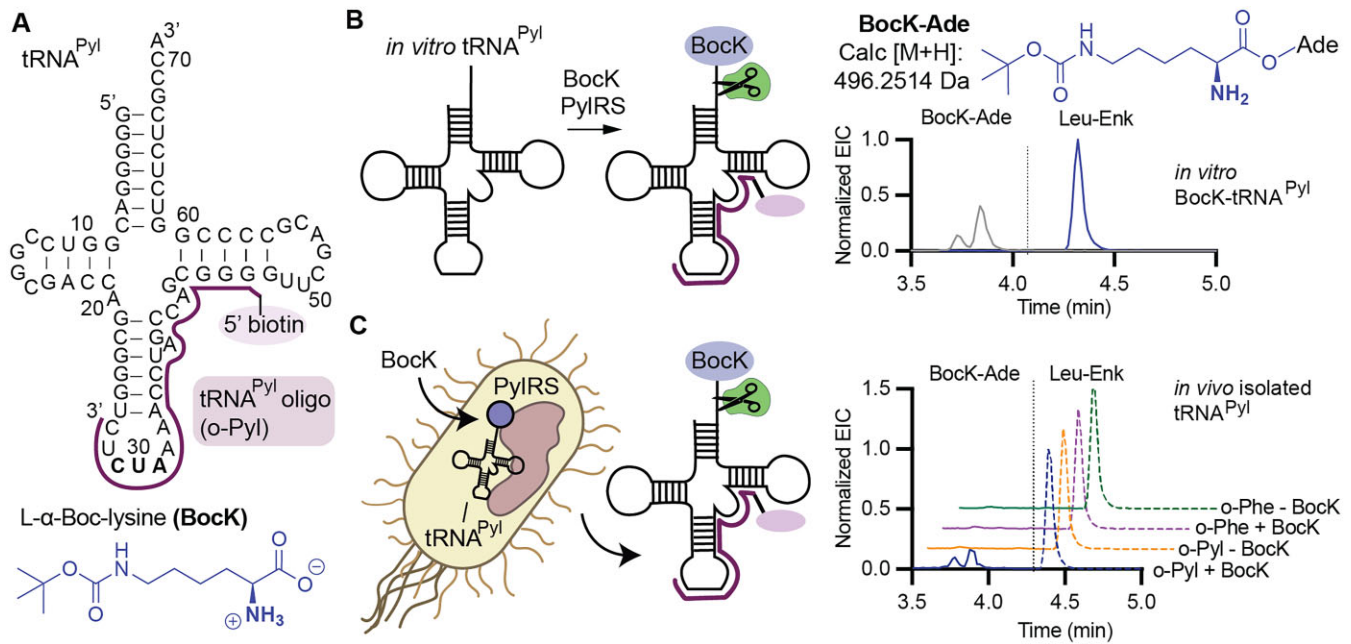 A
tRNA^Pyl
A 3'
C
C 70
G
C
U
C
U
C
U
G
5'
G
G
G
G
G
A
C
10
20
60
50
30
G C C C C G C A G C
C U A
3'
5' biotin
tRNA^Pyl oligo
(o-Pyl)
L-α-Boc-lysine (BocK)
O
H
N
O
O
O
⊖
⊕
NH3
B
in vitro tRNA^Pyl
BocK
PylRS
BocK
BocK-Ade
Calc [M+H]:
496.2514 Da
O
H
N
O
O
O
Ade
NH2
BocK-Ade
Leu-Enk
in vitro
BocK-tRNA^Pyl
Normalized EIC
1.0
0.5
0.0
3.5
4.0
4.5
5.0
Time (min)
C
BocK
PylRS
tRNA^Pyl
BocK
BocK-Ade
Leu-Enk
in vivo isolated
tRNA^Pyl
Normalized EIC
1.5
1.0
0.5
0.0
o-Phe - BocK
o-Phe + BocK
o-Pyl - BocK
o-Pyl + BocK
3.5
4.0
4.5
5.0
Time (min)